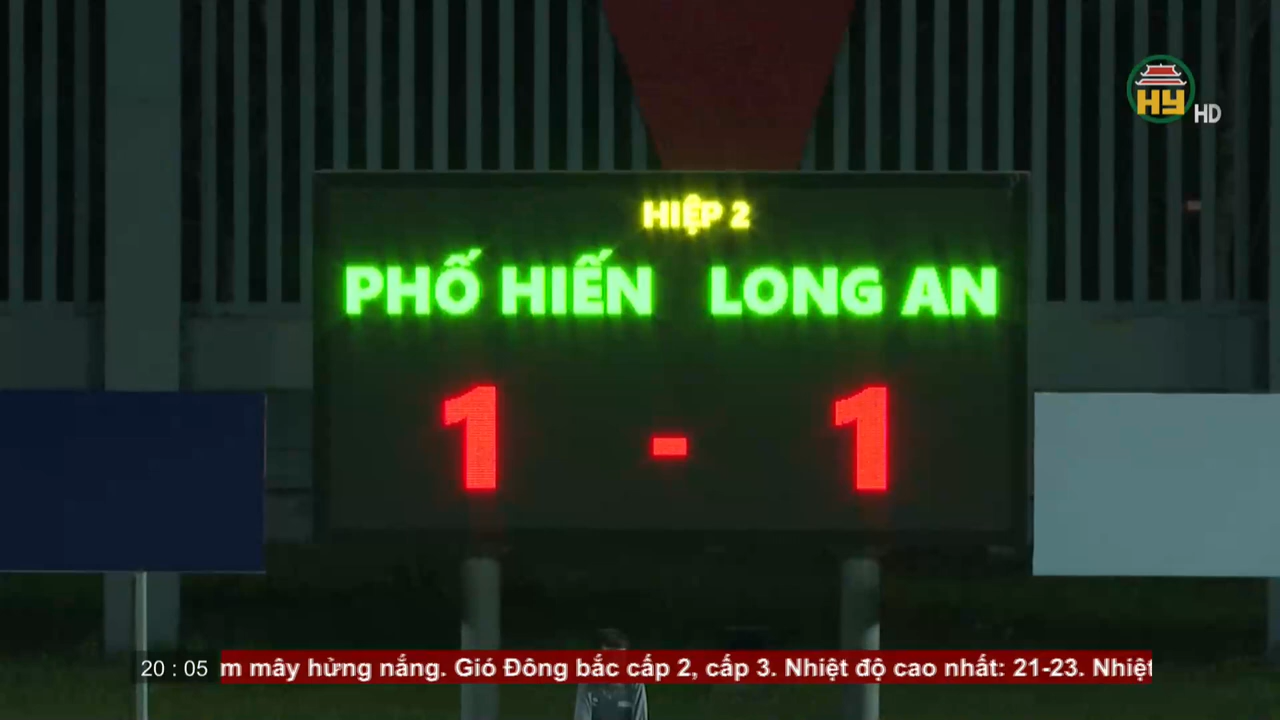 HY HD
HIỆP 2
PHỐ HIẾN LONG AN
1 - 1
20 : 05 m mây hửng nắng. Gió Đông bắc cấp 2, cấp 3. Nhiệt độ cao nhất: 21-23. Nhiệt